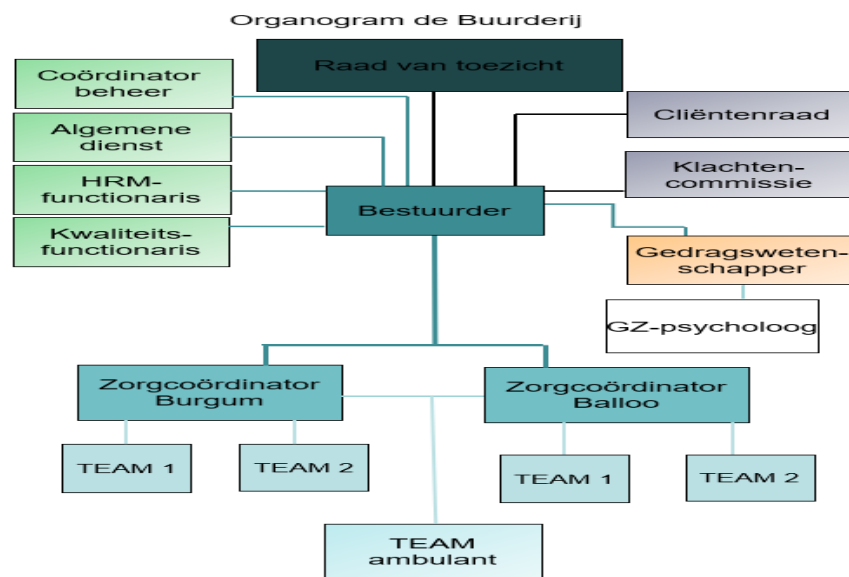 Organogram de Buurderij
Raad van toezicht
Coördinator
beheer
Algemene
dienst
HRM-
functionaris
Kwaliteits-
functionaris
Cliëntenraad
Klachten-
commissie
Bestuurder
Gedragsweten-
schapper
GZ-psycholoog
Zorgcoördinator
Burgum
Zorgcoördinator
Balloo
TEAM 1
TEAM 2
TEAM 1
TEAM 2
TEAM
ambulant